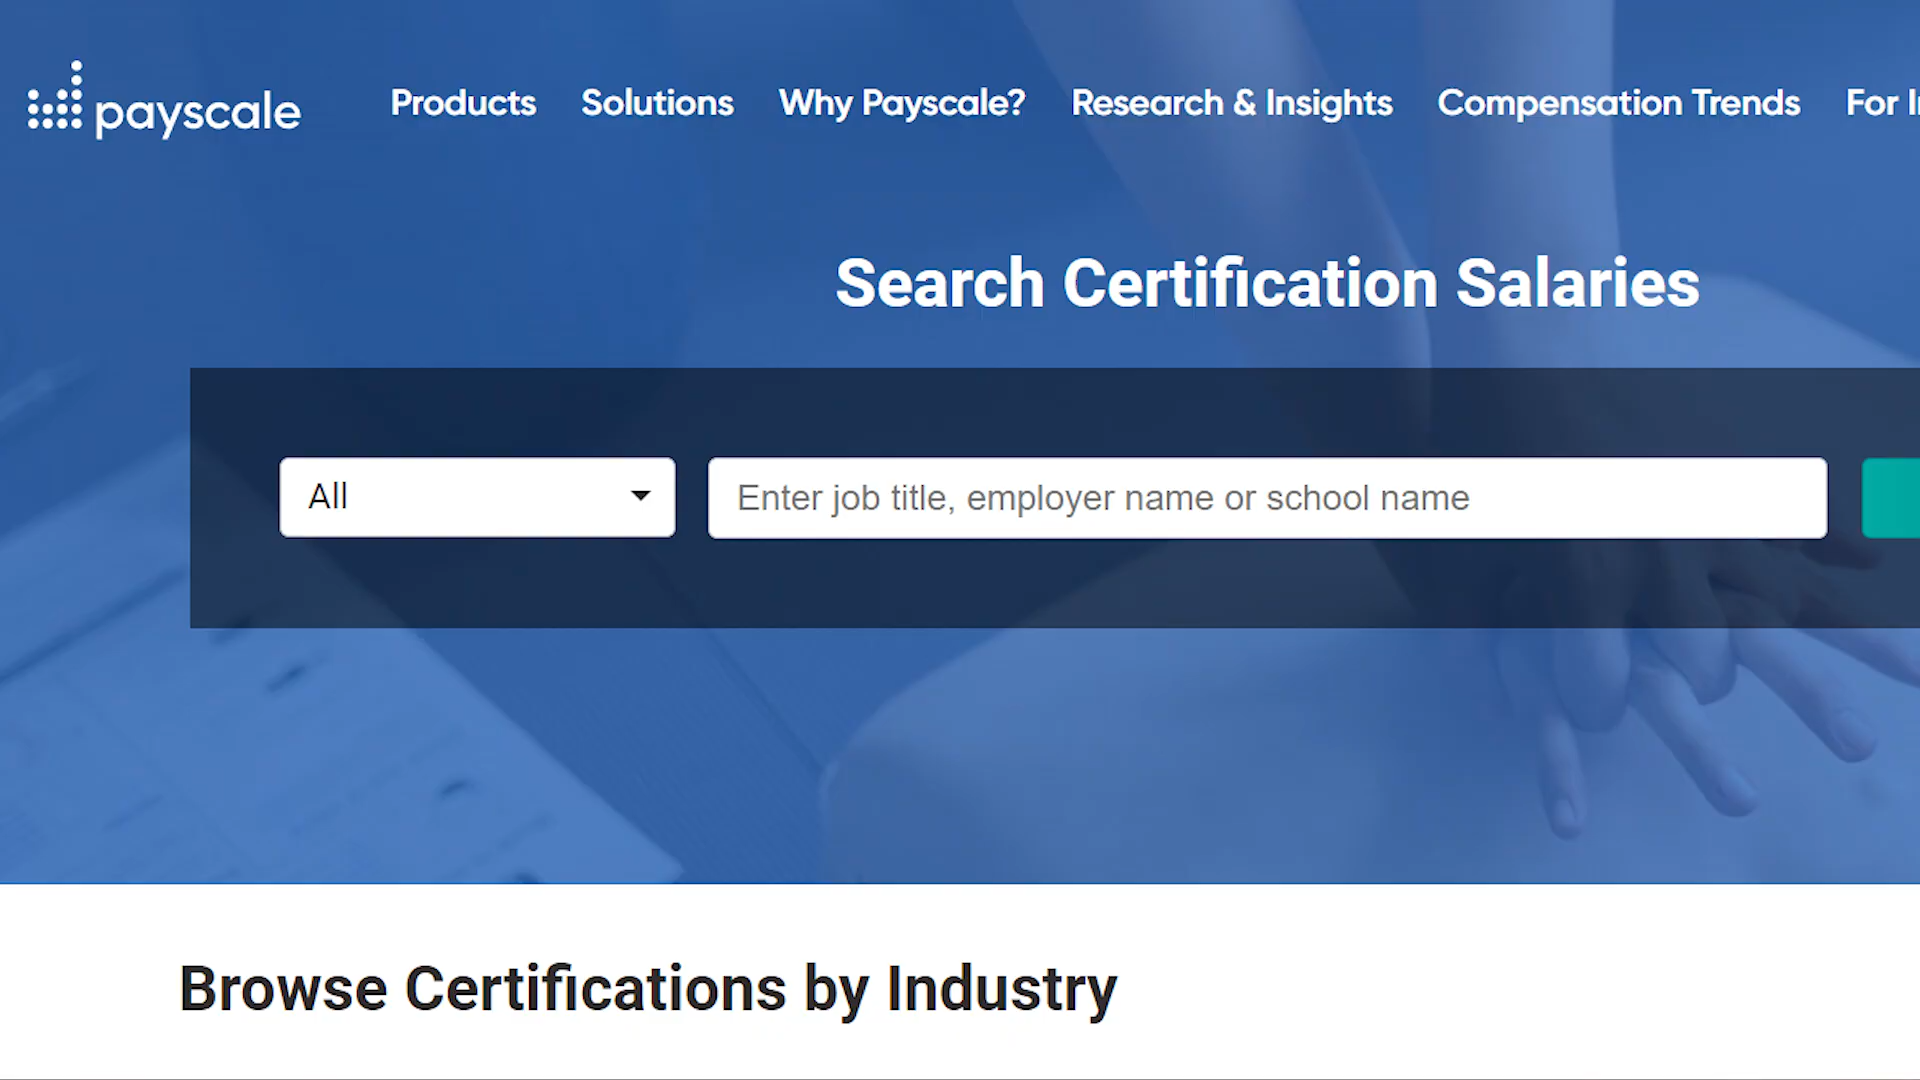 payscale
Products Solutions Why Payscale? Research & Insights Compensation Trends For
Search Certification Salaries
All
Enter job title, employer name or school name
Browse Certifications by Industry